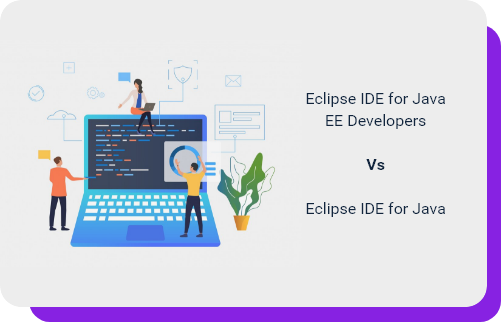 Eclipse IDE for Java
EE Developers
Vs
Eclipse IDE for Java